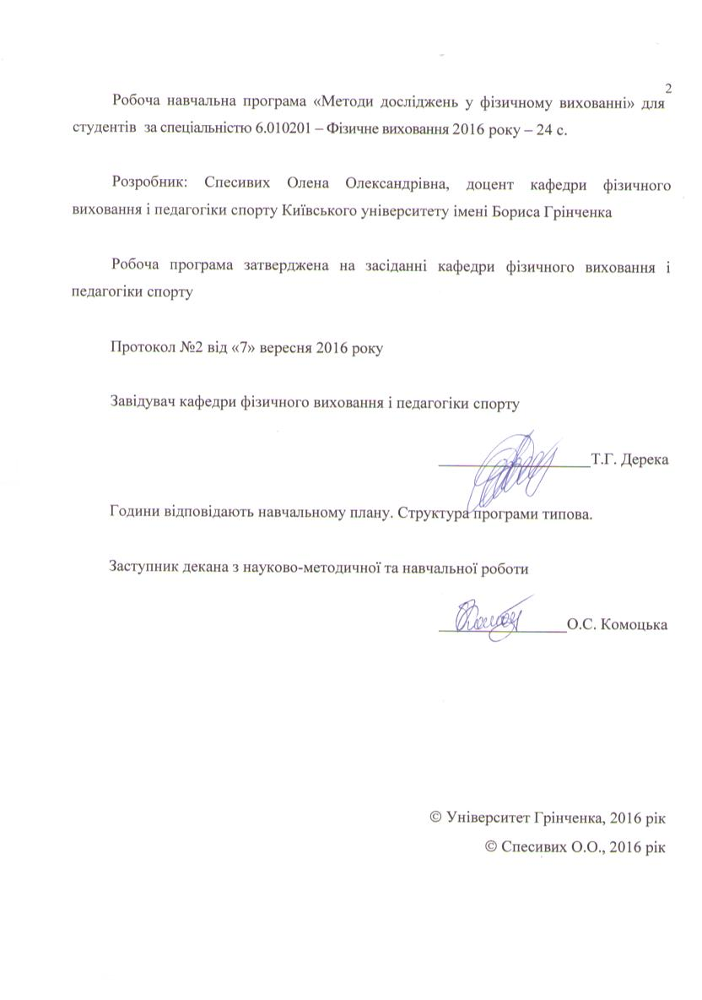 2
Робоча навчальна програма «Методи досліджень у фізичному вихованні» для
студентів за спеціальністю 6.010201 – Фізичне виховання 2016 року – 24 с.
Розробник: Спесивих Олена Олександрівна, доцент кафедри фізичного
виховання і педагогіки спорту Київського університету імені Бориса Грінченка
Робоча програма затверджена на засіданні кафедри фізичного виховання і
педагогіки спорту
Протокол №2 від «7» вересня 2016 року
Завідувач кафедри фізичного виховання і педагогіки спорту
Т.Г. Дерека
Години відповідають навчальному плану. Структура програми типова.
Заступник декана з науково-методичної та навчальної роботи
О.С. Комоцька
© Університет Грінченка, 2016 рік
© Спесивих О.О., 2016 рік